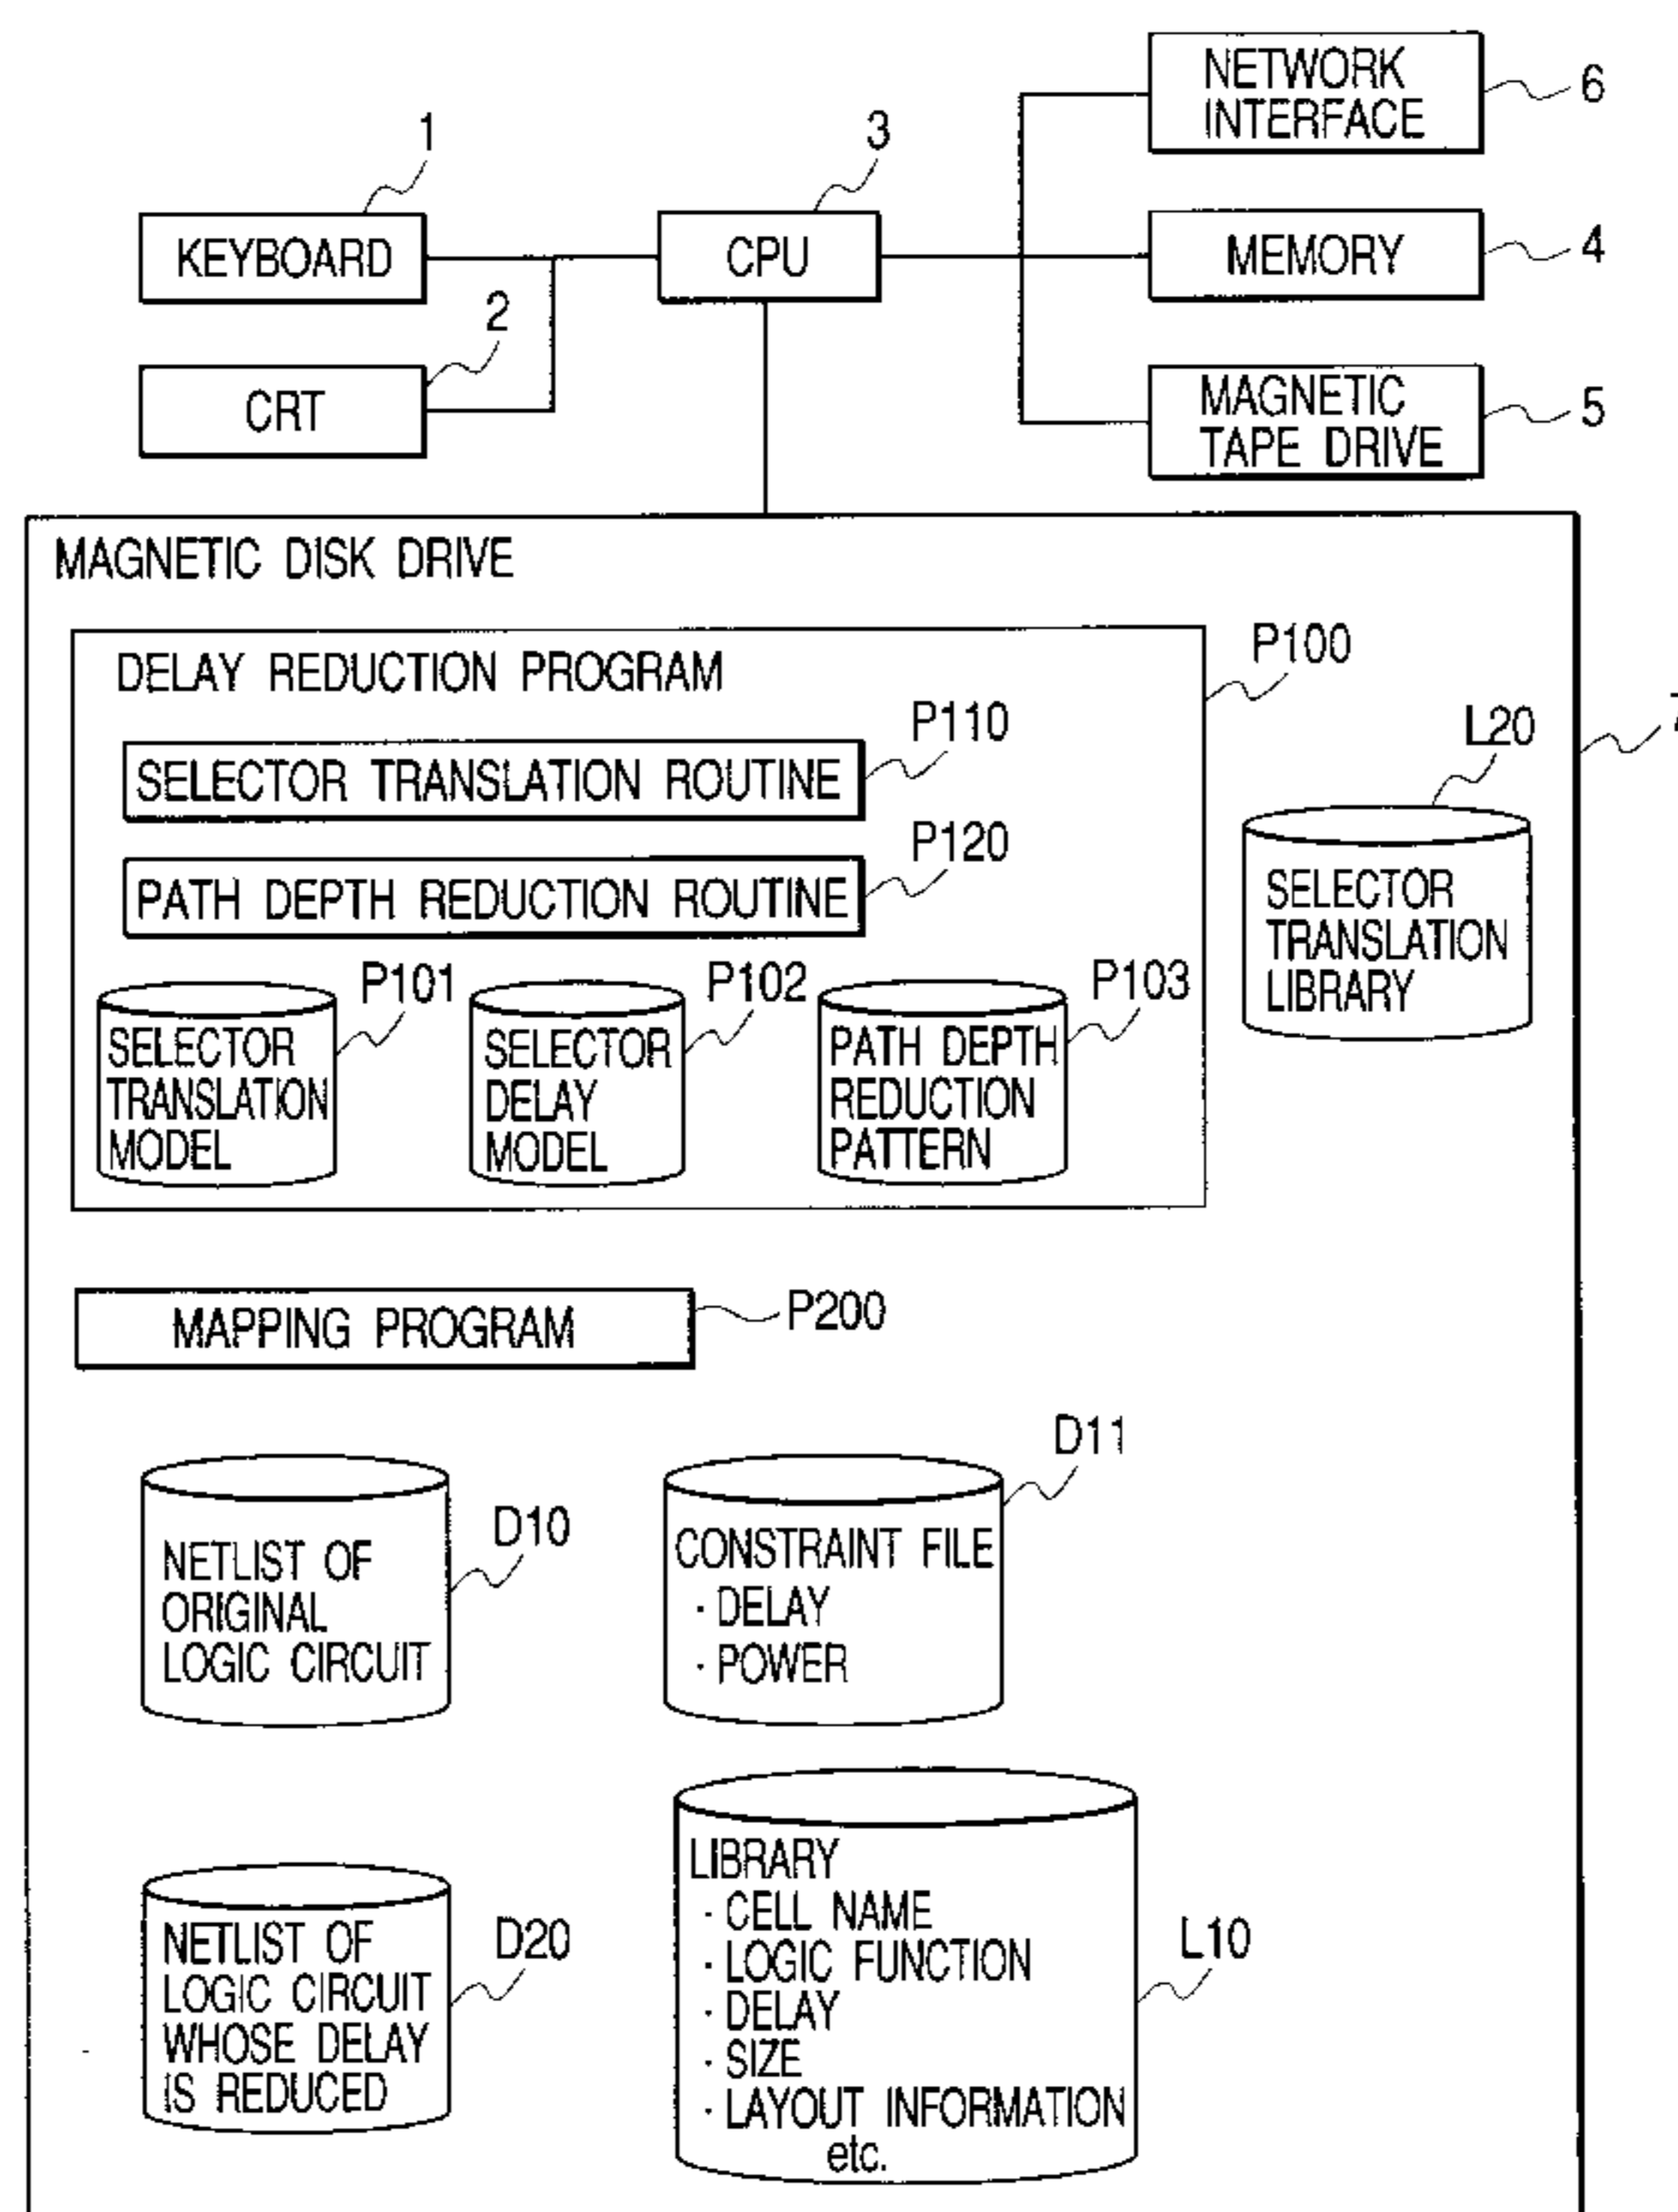 NETWORK
INTERFACE
6
1
3
KEYBOARD
CPU
MEMORY
4
2
CRT
MAGNETIC
TAPE DRIVE
5
MAGNETIC DISK DRIVE
P100
DELAY REDUCTION PROGRAM
P110
L20
SELECTOR TRANSLATION ROUTINE
P120
PATH DEPTH REDUCTION ROUTINE
SELECTOR
TRANSLATION
LIBRARY
P101
SELECTOR
TRANSLATION
MODEL
P102
SELECTOR
DELAY
MODEL
P103
PATH DEPTH
REDUCTION
PATTERN
MAPPING PROGRAM
P200
D10
NETLIST OF
ORIGINAL
LOGIC CIRCUIT
D11
CONSTRAINT FILE
· DELAY
· POWER
D20
NETLIST OF
LOGIC CIRCUIT
WHOSE DELAY
IS REDUCED
L10
LIBRARY
· CELL NAME
· LOGIC FUNCTION
· DELAY
· SIZE
· LAYOUT INFORMATION
etc.